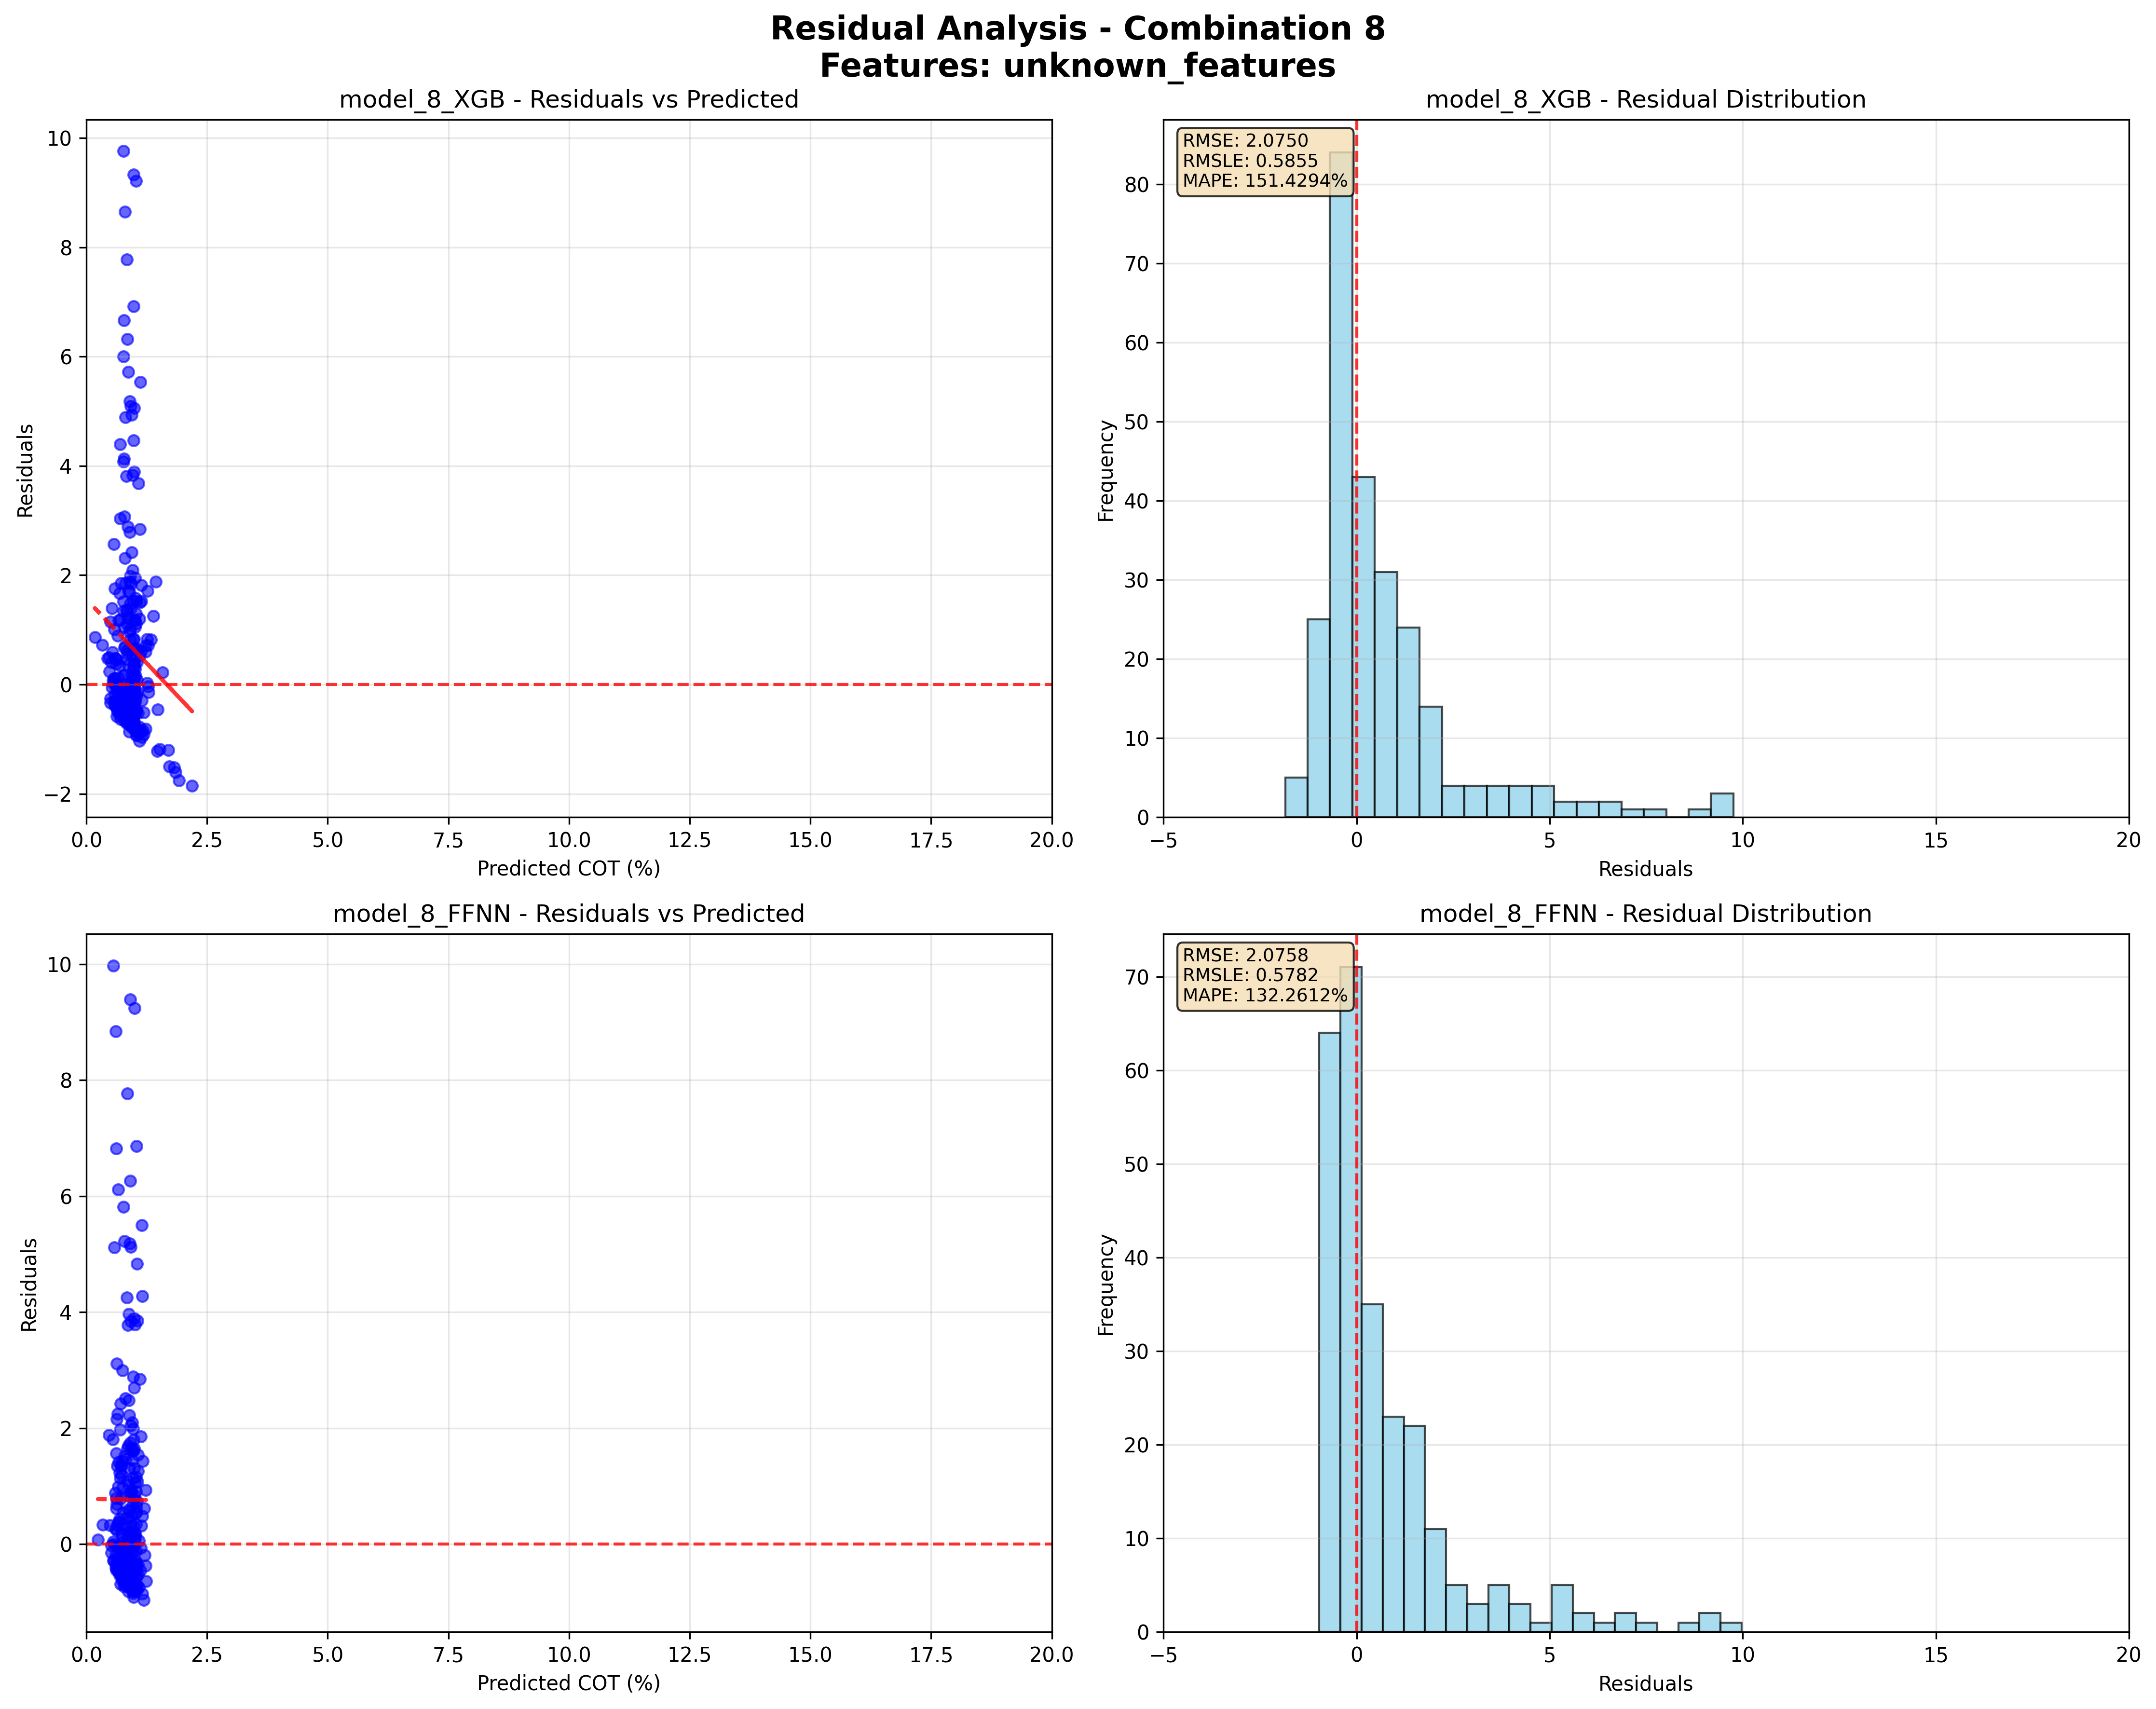 Residual Analysis - Combination 8
Features: unknown_features
model_8_XGB - Residuals vs Predicted
10
8
6
4
2
0
−2
Residuals
0.0 2.5 5.0 7.5 10.0 12.5 15.0 17.5 20.0
Predicted COT (%)
model_8_XGB - Residual Distribution
RMSE: 2.0750
RMSLE: 0.5855
MAPE: 151.4294%
80
70
60
50
40
30
20
10
0
Frequency
−5 0 5 10 15 20
Residuals
model_8_FFNN - Residuals vs Predicted
10
8
6
4
2
0
Residuals
0.0 2.5 5.0 7.5 10.0 12.5 15.0 17.5 20.0
Predicted COT (%)
model_8_FFNN - Residual Distribution
RMSE: 2.0758
RMSLE: 0.5782
MAPE: 132.2612%
70
60
50
40
30
20
10
0
Frequency
−5 0 5 10 15 20
Residuals